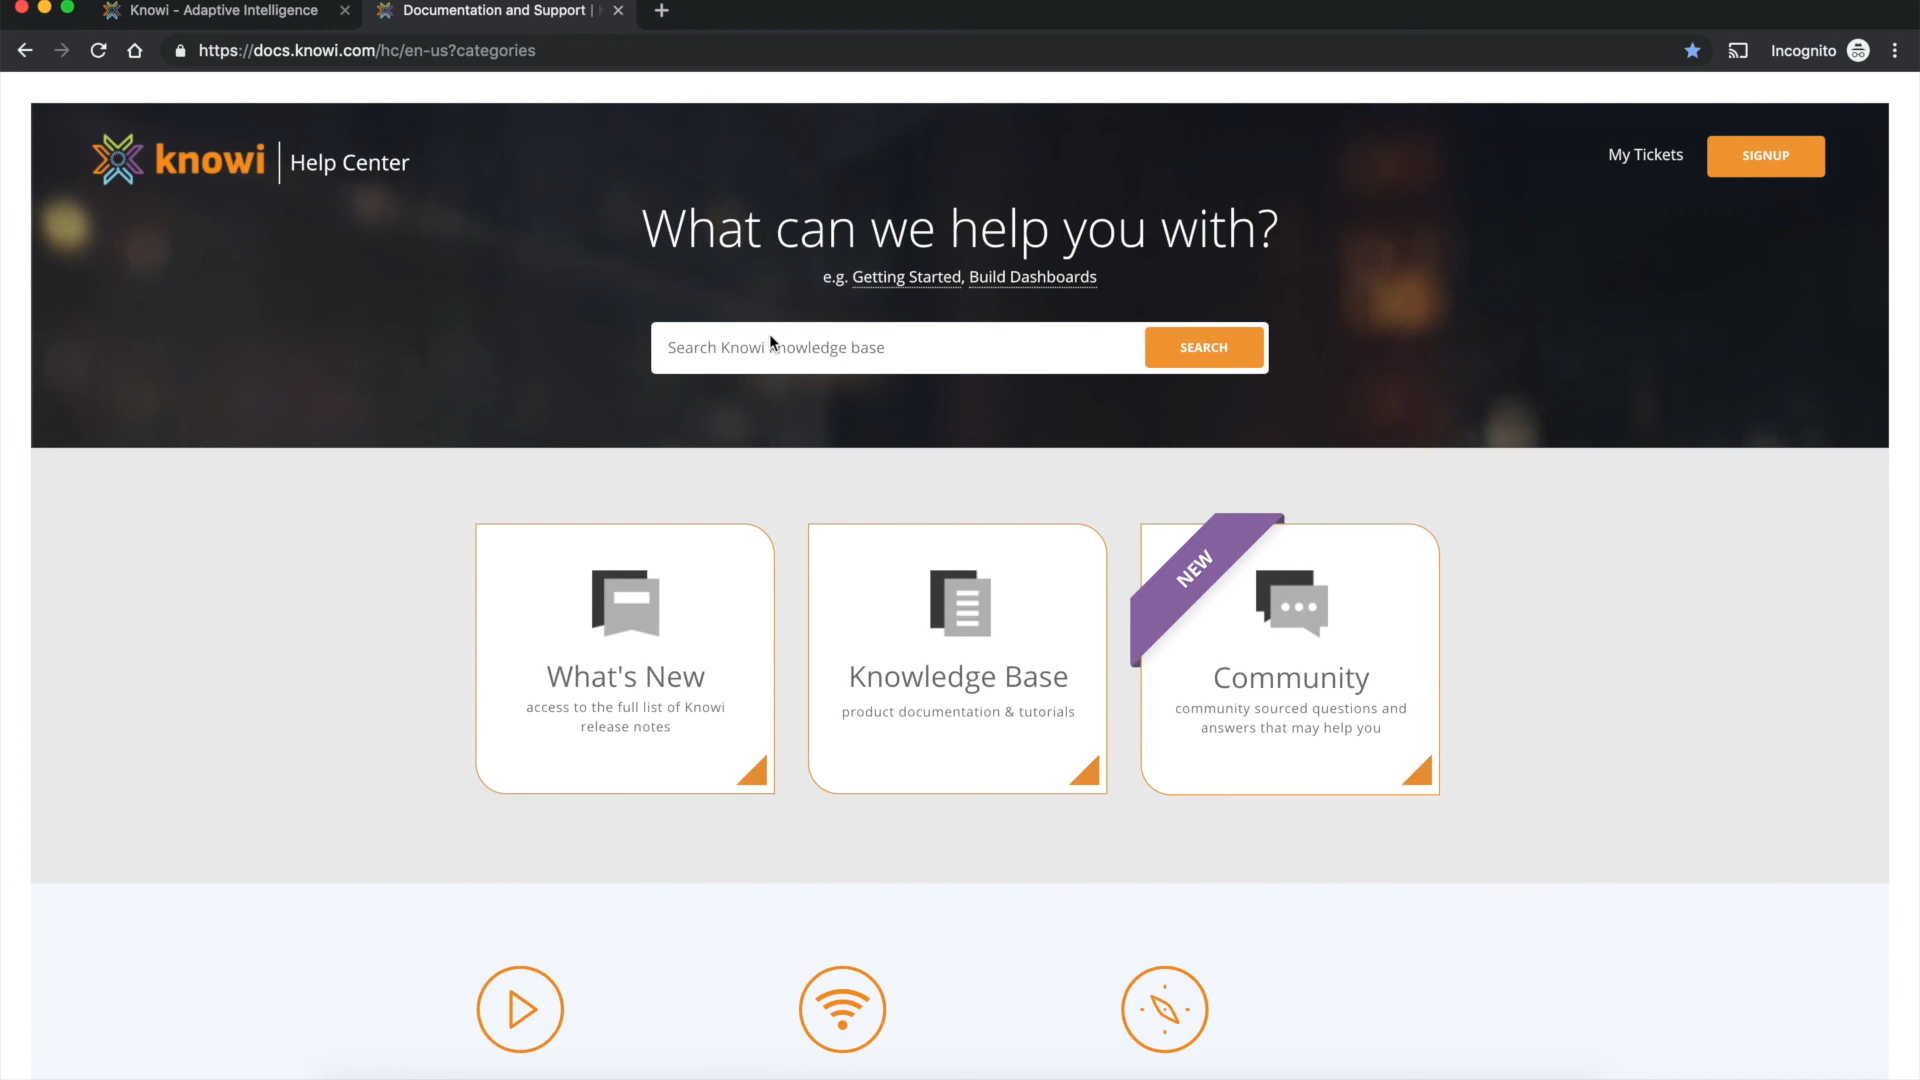 Knowi - Adaptive Intelligence
Documentation and Support |
https://docs.knowi.com/hc/en-us?categories
Incognito
knowi | Help Center
My Tickets
SIGNUP
What can we help you with?
e.g. Getting Started, Build Dashboards
Search Knowi knowledge base
SEARCH
What's New
access to the full list of Knowi
release notes
Knowledge Base
product documentation & tutorials
NEW
Community
community sourced questions and
answers that may help you